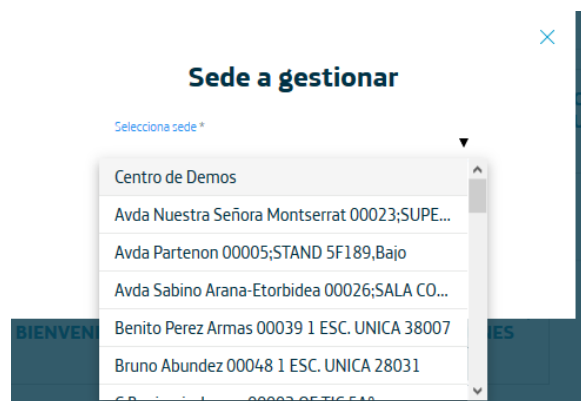 Sede a gestionar
Selecciona sede *
Centro de Demos
Avda Nuestra Señora Montserrat 00023;SUPE...
Avda Partenon 00005;STAND 5F189,Bajo
Avda Sabino Arana-Etorbidea 00026;SALA CO...
Benito Perez Armas 00039 1 ESC. UNICA 38007
Bruno Abundez 00048 1 ESC. UNICA 28031